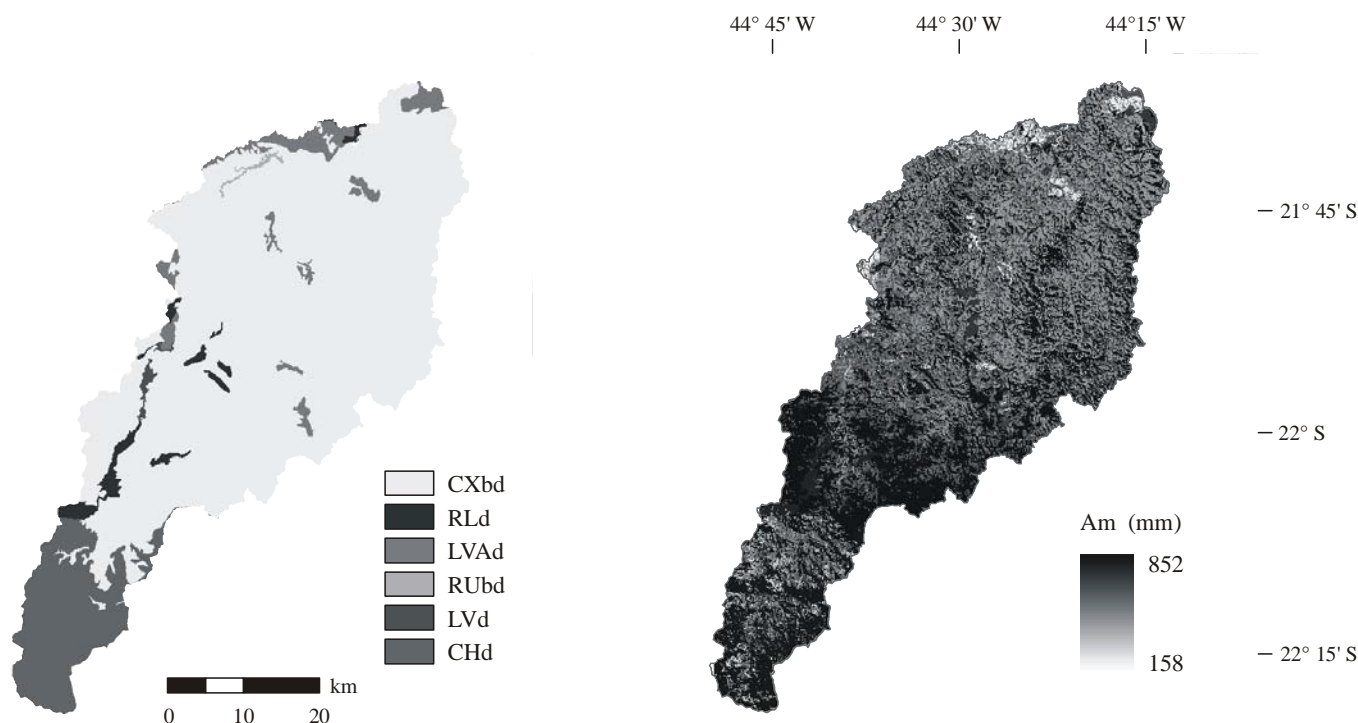 44° 45' W 44° 30' W 44° 15' W
21° 45' S
22° S
22° 15' S
CXbd
RLd
LVAd
RUbd
LVd
CHd
km
0 10 20
Am (mm)
852
158